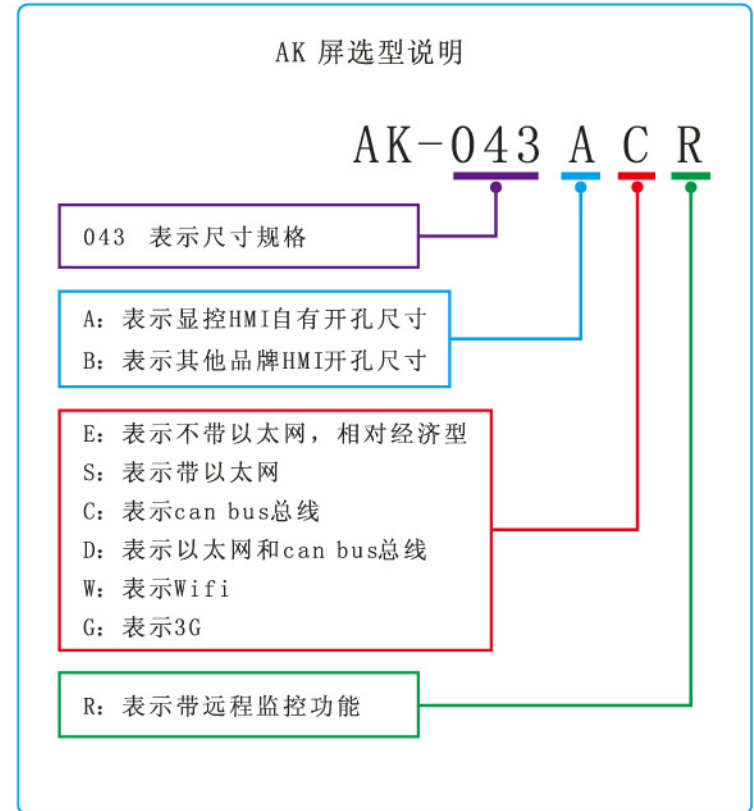 AK 屏选型说明
AK-043 A C R
043 表示尺寸规格
A: 表示显控HMI自有开孔尺寸
B: 表示其他品牌HMI开孔尺寸
E: 表示不带以太网，相对经济型
S: 表示带以太网
C: 表示can bus总线
D: 表示以太网和can bus总线
W: 表示Wifi
G: 表示3G
R: 表示带远程监控功能